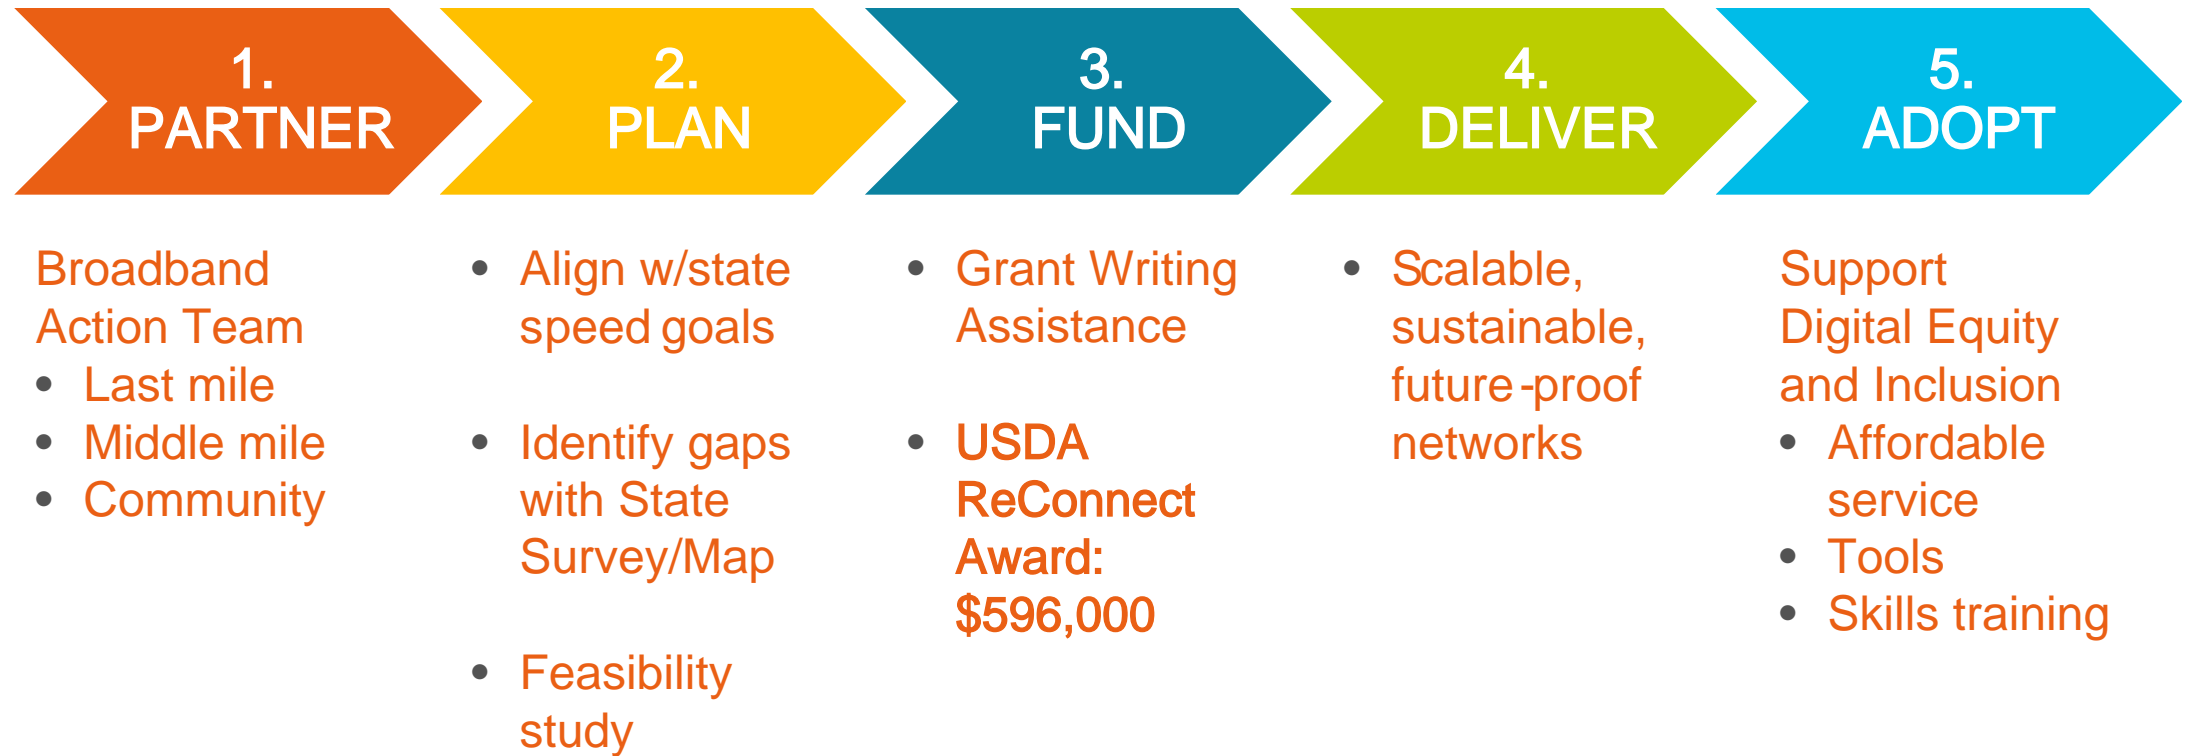 1.
PARTNER
2.
PLAN
3.
FUND
4.
DELIVER
5.
ADOPT
Broadband
Action Team
• Last mile
• Middle mile
• Community
• Align w/state
speed goals
• Identify gaps
with State
Survey/Map
• Feasibility
study
• Grant Writing
Assistance
• USDA
ReConnect
Award:
$596,000
• Scalable,
sustainable,
future-proof
networks
Support
Digital Equity
and Inclusion
• Affordable
service
• Tools
• Skills training